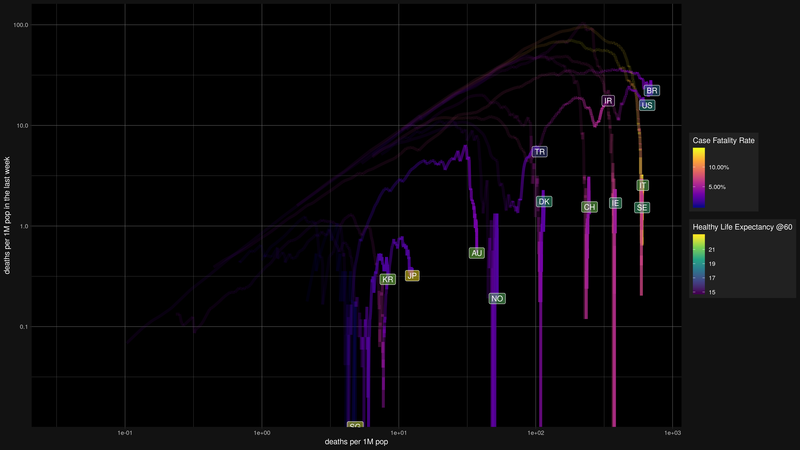 100.0
10.0
1.0
0.1
deaths per 1M pop in the last week
1e-01
1e+00
1e+01
1e+02
1e+03
deaths per 1M pop
BR
US
IR
TR
IT
DK
CH
IE
SE
AU
KR
JP
NO
SG
Case Fatality Rate
10.00%
5.00%
Healthy Life Expectancy @60
21
19
17
15